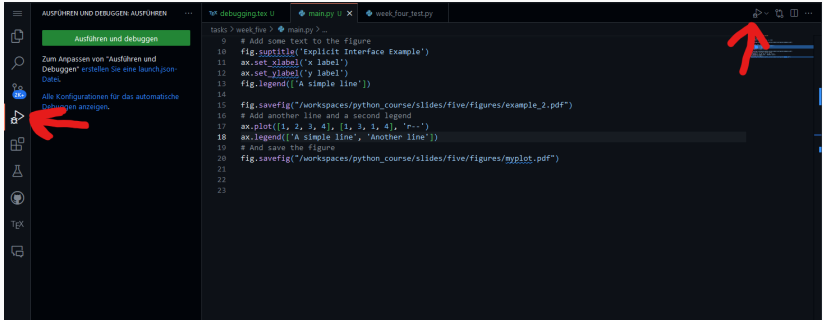 AUSFÜHREN UND DEBUGGEN: AUSFÜHREN ···
Ausführen und debuggen
Zum Anpassen von "Ausführen und
Debuggen" erstellen Sie eine launch.json-
Datei.
Alle Konfigurationen für das automatische
Debuggen anzeigen.
2K+
TEX
TEX debugging.tex U main.py U × week_four_test.py
tasks > week_five > main.py > ...
9 # Add some text to the figure
10 fig.suptitle('Explicit Interface Example')
11 ax.set_xlabel('x label')
12 ax.set_ylabel('y label')
13 fig.legend(['A simple line'])
14
15 fig.savefig("/workspaces/python_course/slides/five/figures/example_2.pdf")
16 # Add another line and a second legend
17 ax.plot([1, 2, 3, 4], [1, 3, 1, 4], 'r--')
18 ax.legend(['A simple line', 'Another line'])
19 # And save the figure
20 fig.savefig("/workspaces/python_course/slides/five/figures/myplot.pdf")
21
22
23